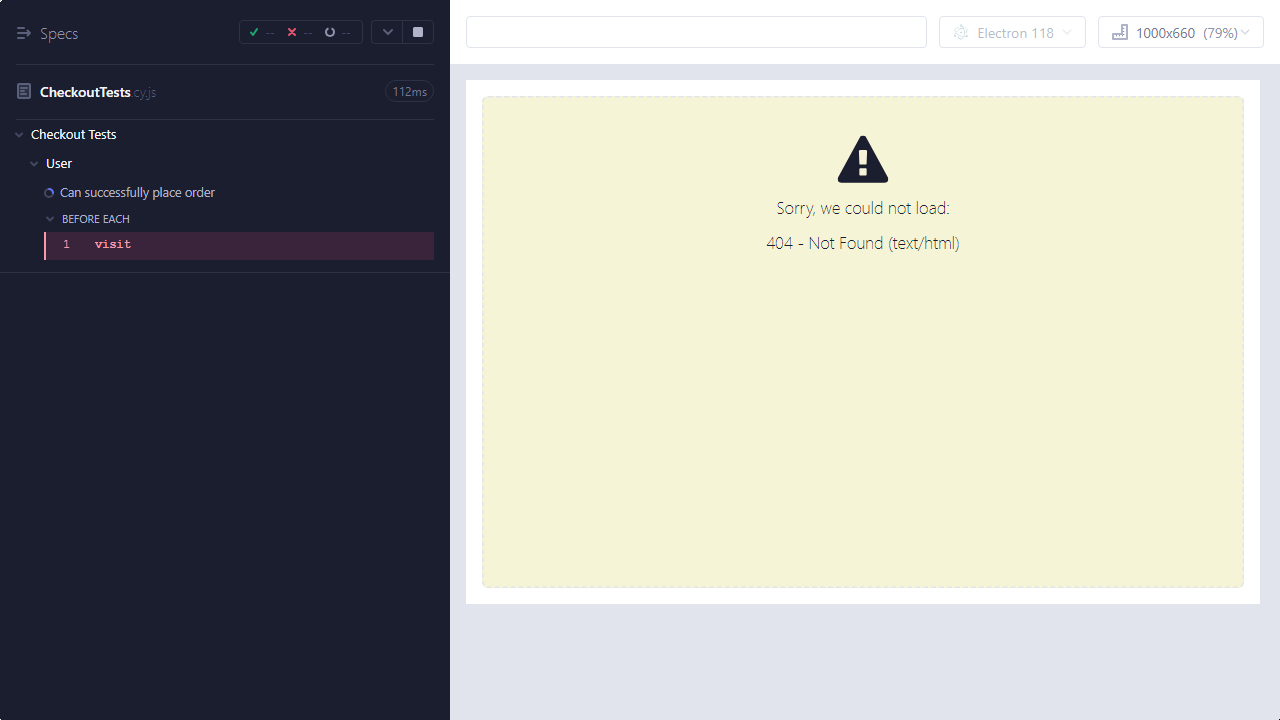 Specs
-- -- --
CheckoutTests.cy.js
112ms
Checkout Tests
User
Can successfully place order
BEFORE EACH
1 visit
Electron 118
1000x660 (79%)
Sorry, we could not load:
404 - Not Found (text/html)